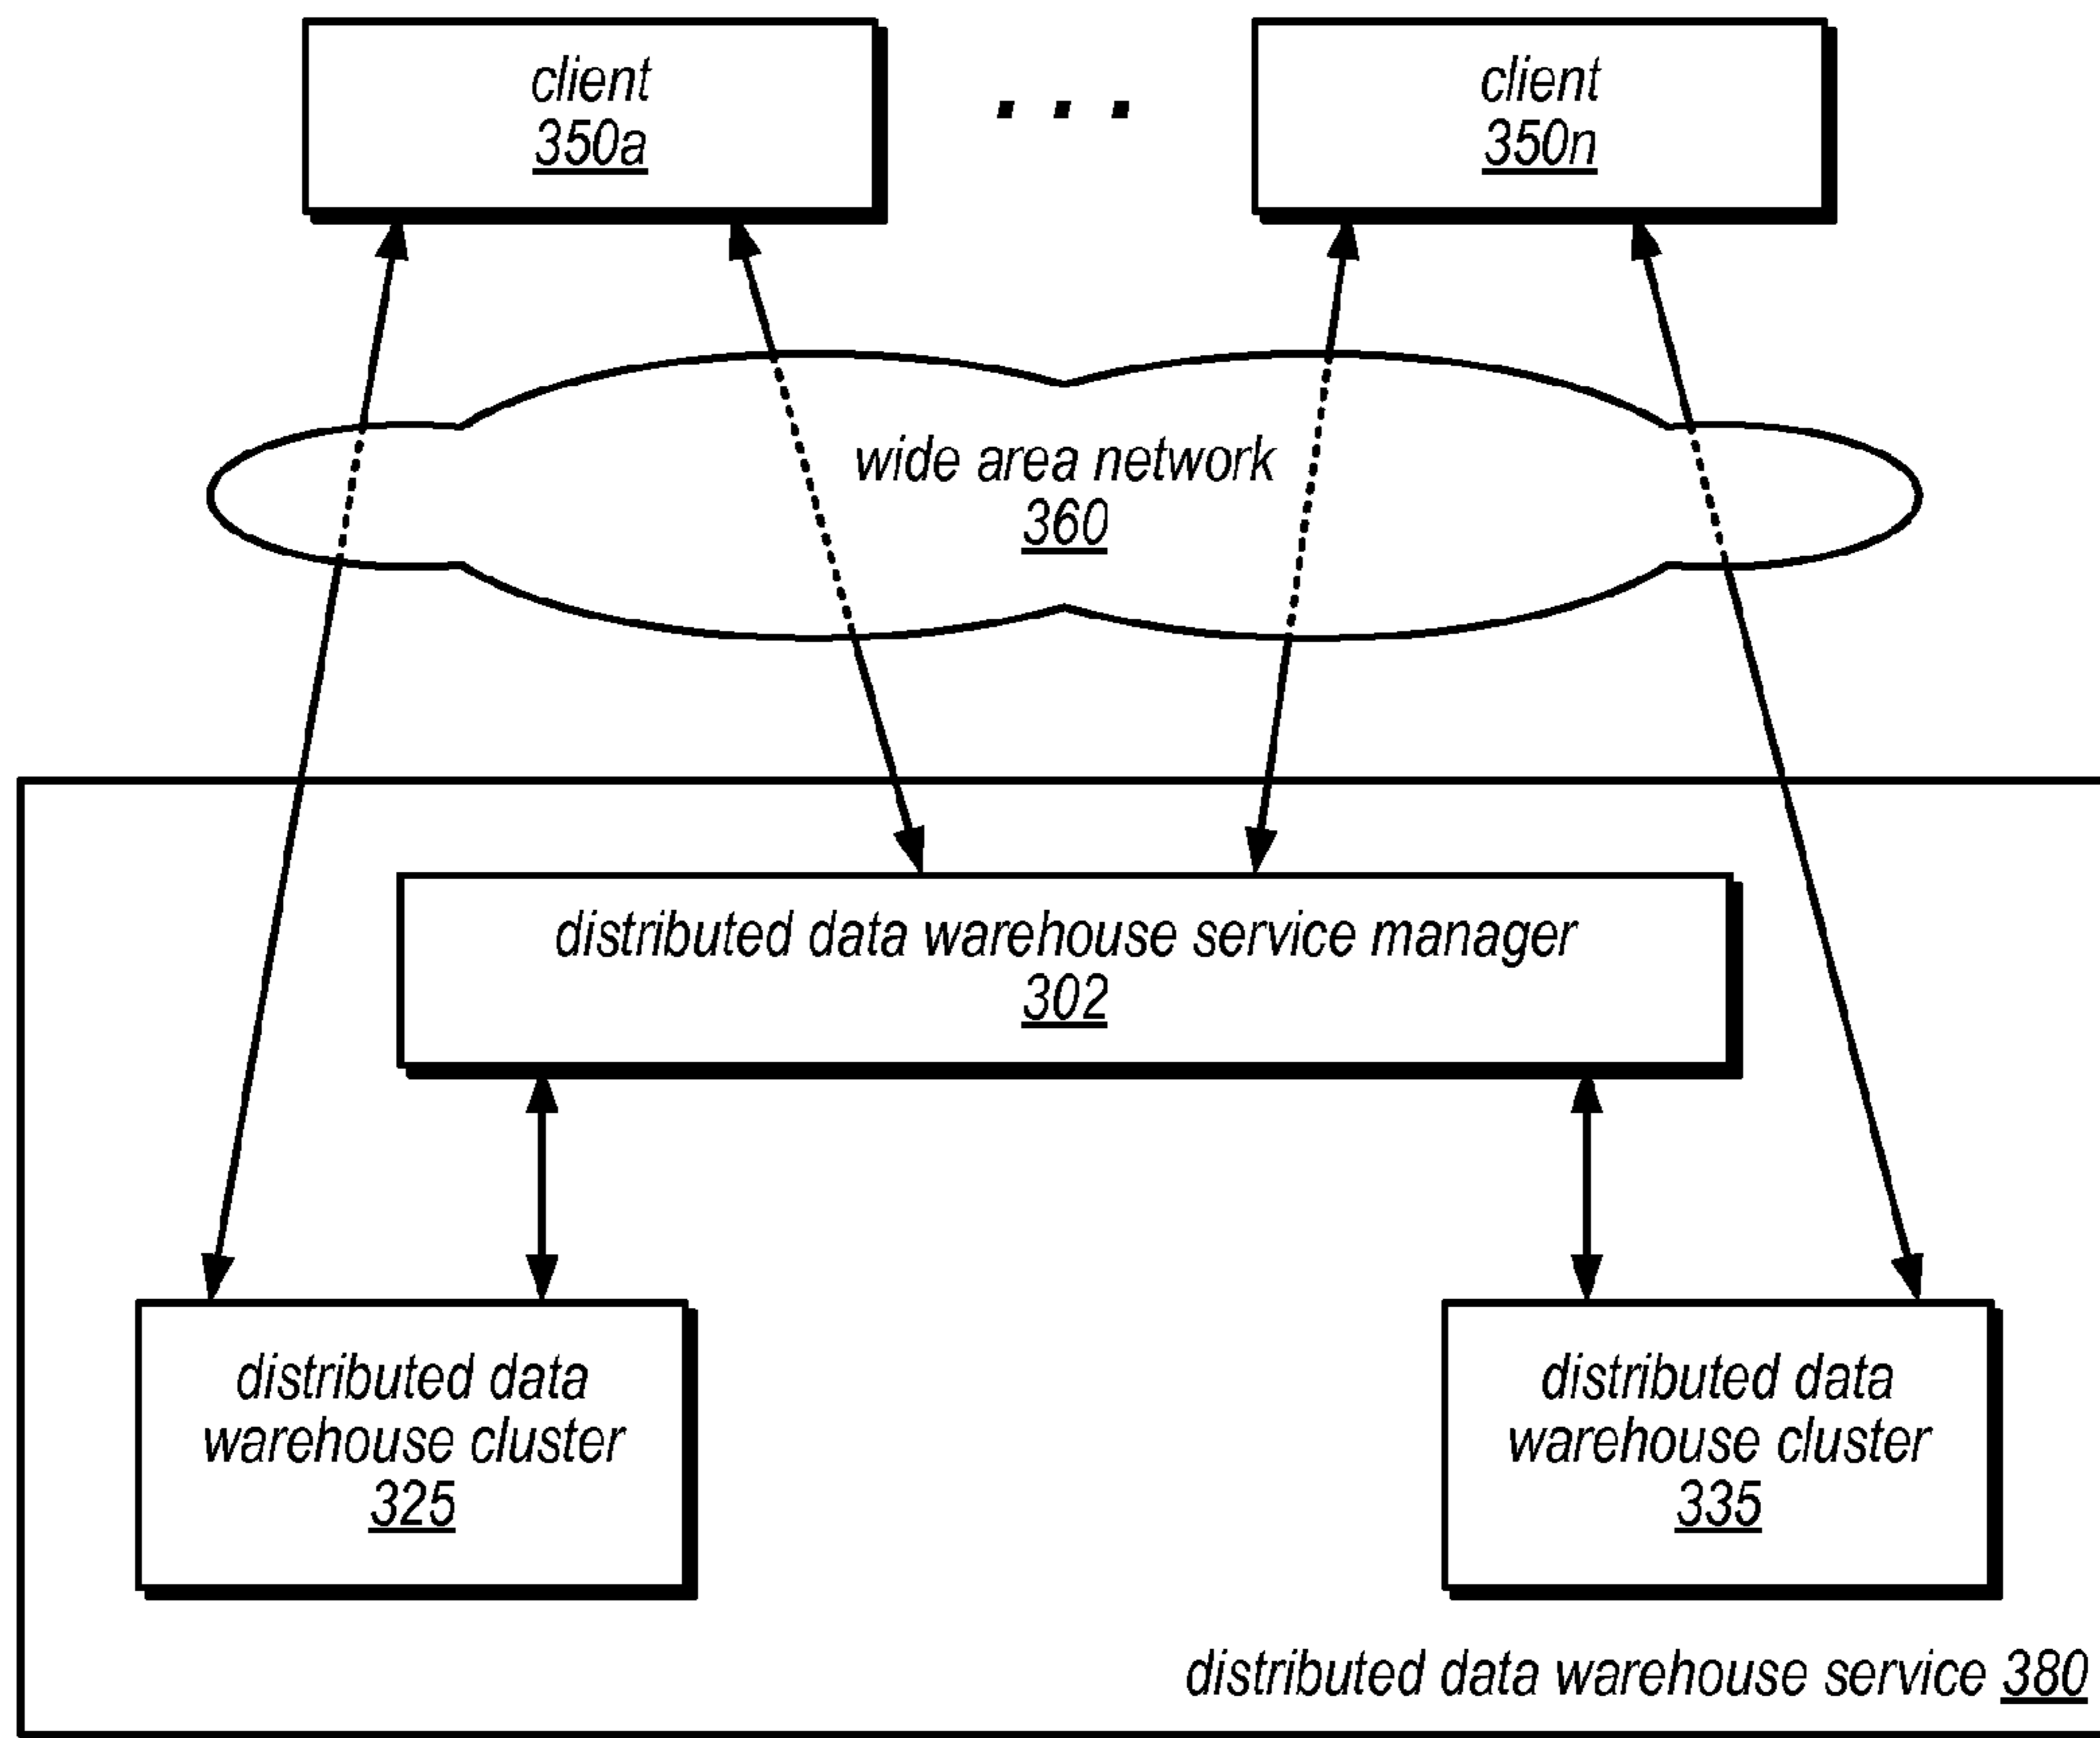 client
350a
. . .
client
350n
wide area network
360
distributed data warehouse service manager
302
distributed data
warehouse cluster
325
distributed data
warehouse cluster
335
distributed data warehouse service 380